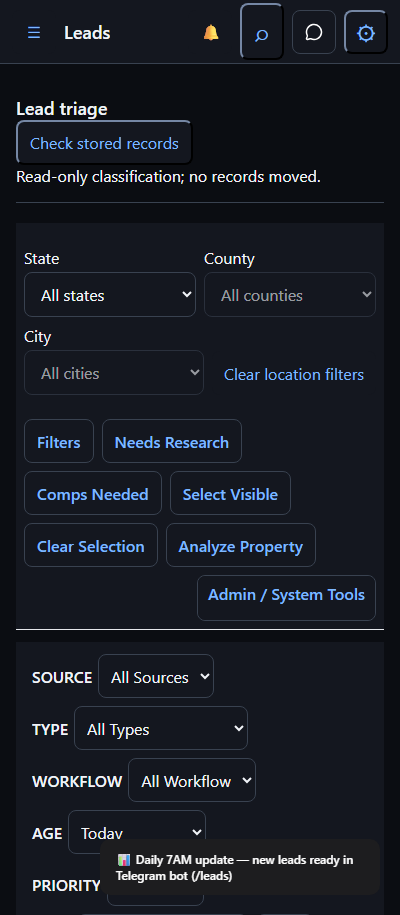 Leads
Lead triage
Check stored records
Read-only classification; no records moved.
State
County
All states
All counties
City
All cities
Clear location filters
Filters
Needs Research
Comps Needed
Select Visible
Clear Selection
Analyze Property
Admin / System Tools
SOURCE All Sources
TYPE All Types
WORKFLOW All Workflow
AGE Today
PRIORITY
Daily 7AM update — new leads ready in
Telegram bot (/leads)